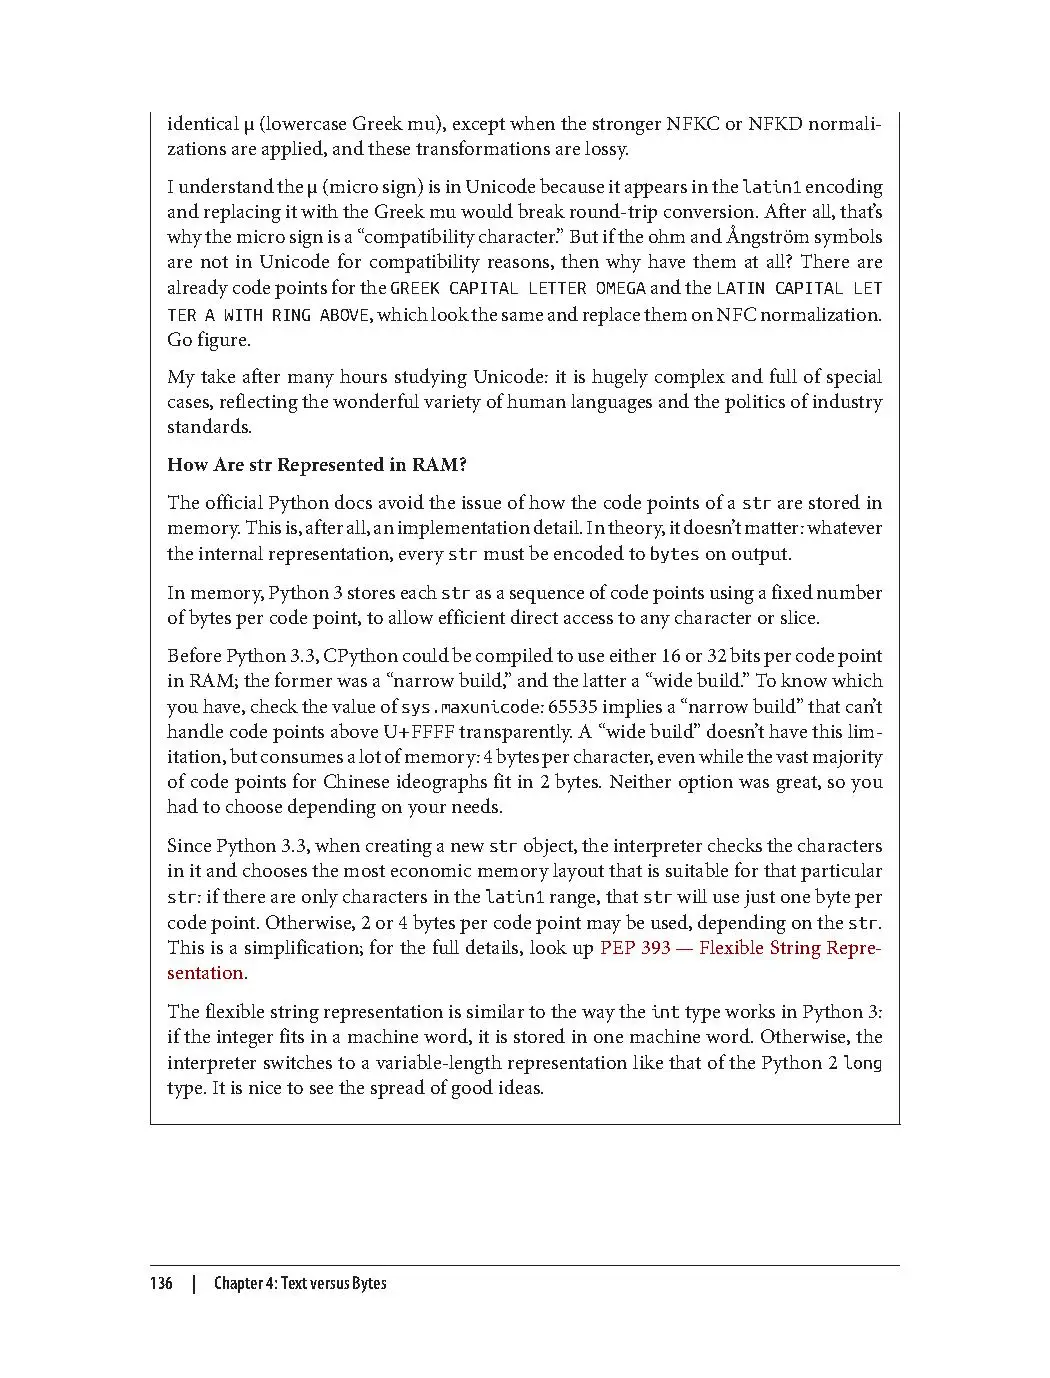 identical µ (lowercase Greek mu), except when the stronger NFKC or NFKD normali-
zations are applied, and these transformations are lossy.
I understand the µ (micro sign) is in Unicode because it appears in the latin1 encoding
and replacing it with the Greek mu would break round-trip conversion. After all, that’s
why the micro sign is a “compatibility character.” But if the ohm and Ångström symbols
are not in Unicode for compatibility reasons, then why have them at all? There are
already code points for the GREEK CAPITAL LETTER OMEGA and the LATIN CAPITAL LET
TER A WITH RING ABOVE, which look the same and replace them on NFC normalization.
Go figure.
My take after many hours studying Unicode: it is hugely complex and full of special
cases, reflecting the wonderful variety of human languages and the politics of industry
standards.
How Are str Represented in RAM?
The official Python docs avoid the issue of how the code points of a str are stored in
memory. This is, after all, an implementation detail. In theory, it doesn’t matter: whatever
the internal representation, every str must be encoded to bytes on output.
In memory, Python 3 stores each str as a sequence of code points using a fixed number
of bytes per code point, to allow efficient direct access to any character or slice.
Before Python 3.3, CPython could be compiled to use either 16 or 32 bits per code point
in RAM; the former was a “narrow build,” and the latter a “wide build.” To know which
you have, check the value of sys.maxunicode: 65535 implies a “narrow build” that can’t
handle code points above U+FFFF transparently. A “wide build” doesn’t have this lim-
itation, but consumes a lot of memory: 4 bytes per character, even while the vast majority
of code points for Chinese ideographs fit in 2 bytes. Neither option was great, so you
had to choose depending on your needs.
Since Python 3.3, when creating a new str object, the interpreter checks the characters
in it and chooses the most economic memory layout that is suitable for that particular
str: if there are only characters in the latin1 range, that str will use just one byte per
code point. Otherwise, 2 or 4 bytes per code point may be used, depending on the str.
This is a simplification; for the full details, look up PEP 393 — Flexible String Repre-
sentation.
The flexible string representation is similar to the way the int type works in Python 3:
if the integer fits in a machine word, it is stored in one machine word. Otherwise, the
interpreter switches to a variable-length representation like that of the Python 2 long
type. It is nice to see the spread of good ideas.
136 | Chapter 4: Text versus Bytes